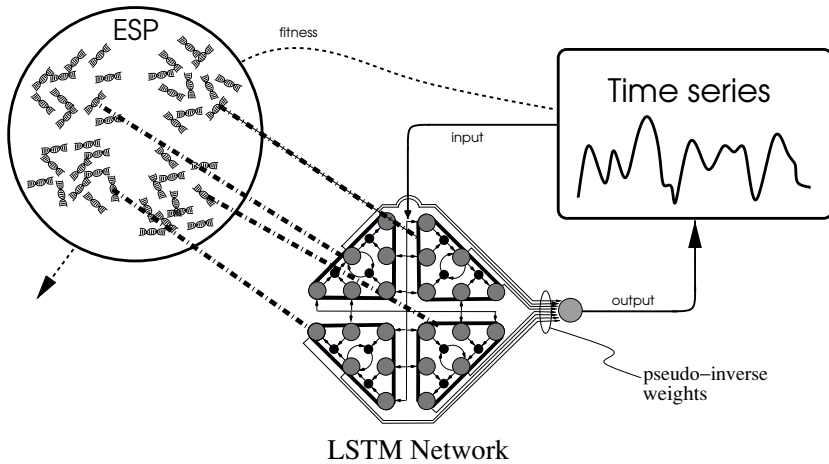 ESP
fitness
Time series
input
output
pseudo−inverse
weights
LSTM Network